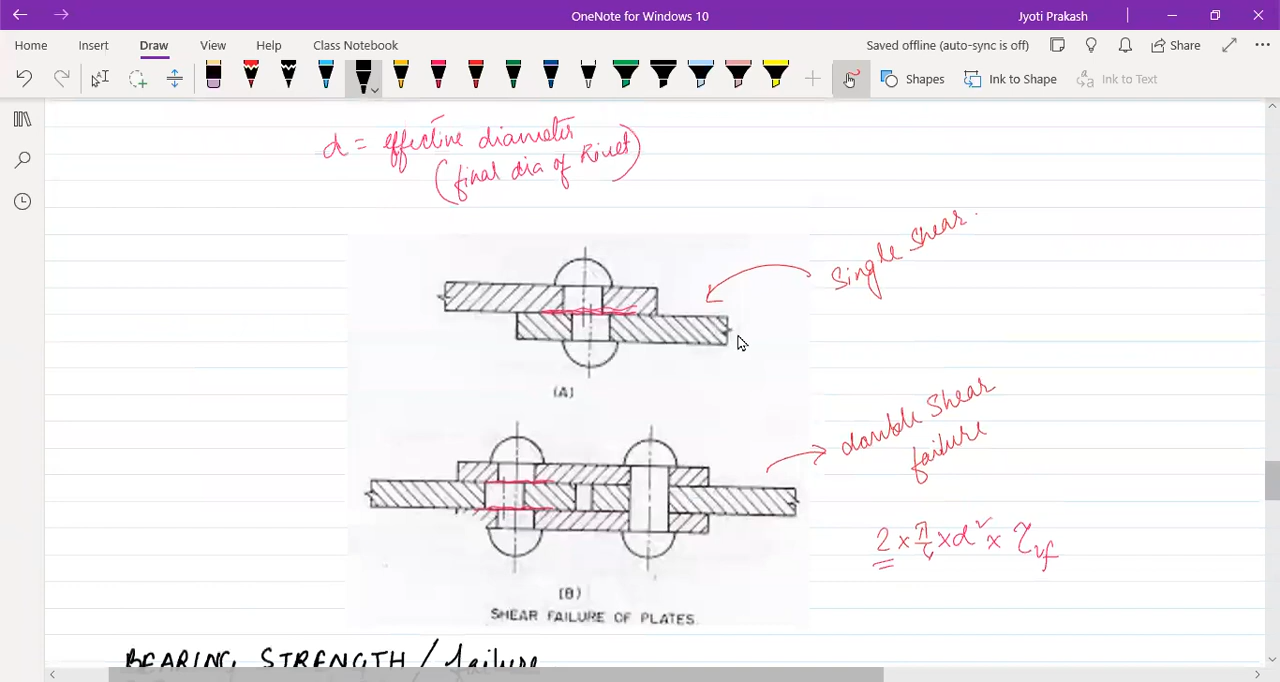 OneNote for Windows 10
Jyoti Prakash
Home Insert Draw View Help Class Notebook
Saved offline (auto-sync is off)
Share
Shapes
Ink to Shape
Ink to Text
d = effective diameter
(final dia of Rivet)
Single Shear.
(A)
double Shear
failure
2 × π/4 × d² × τvf
(B)
SHEAR FAILURE OF PLATES.
BEARING STRENGTH / failure